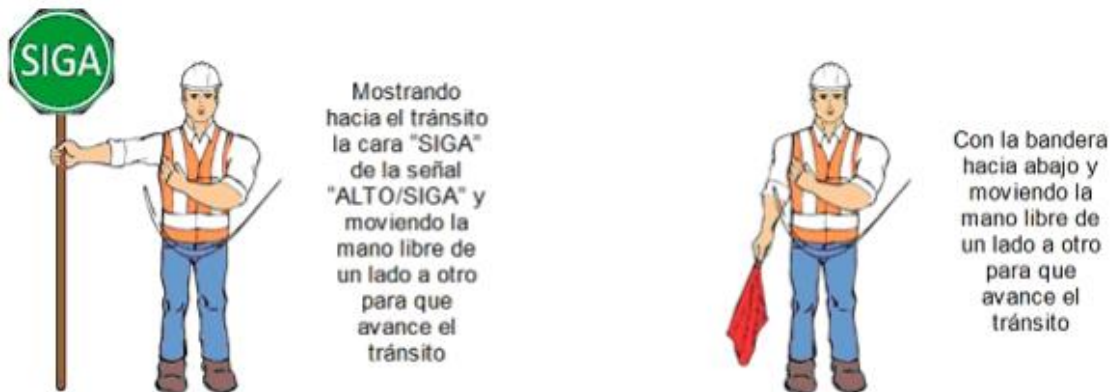 SIGA
Mostrando
hacia el tránsito
la cara "SIGA"
de la señal
"ALTO/SIGA" y
moviendo la
mano libre de
un lado a otro
para que
avance el
tránsito
Con la bandera
hacia abajo y
moviendo la
mano libre de
un lado a otro
para que
avance el
tránsito